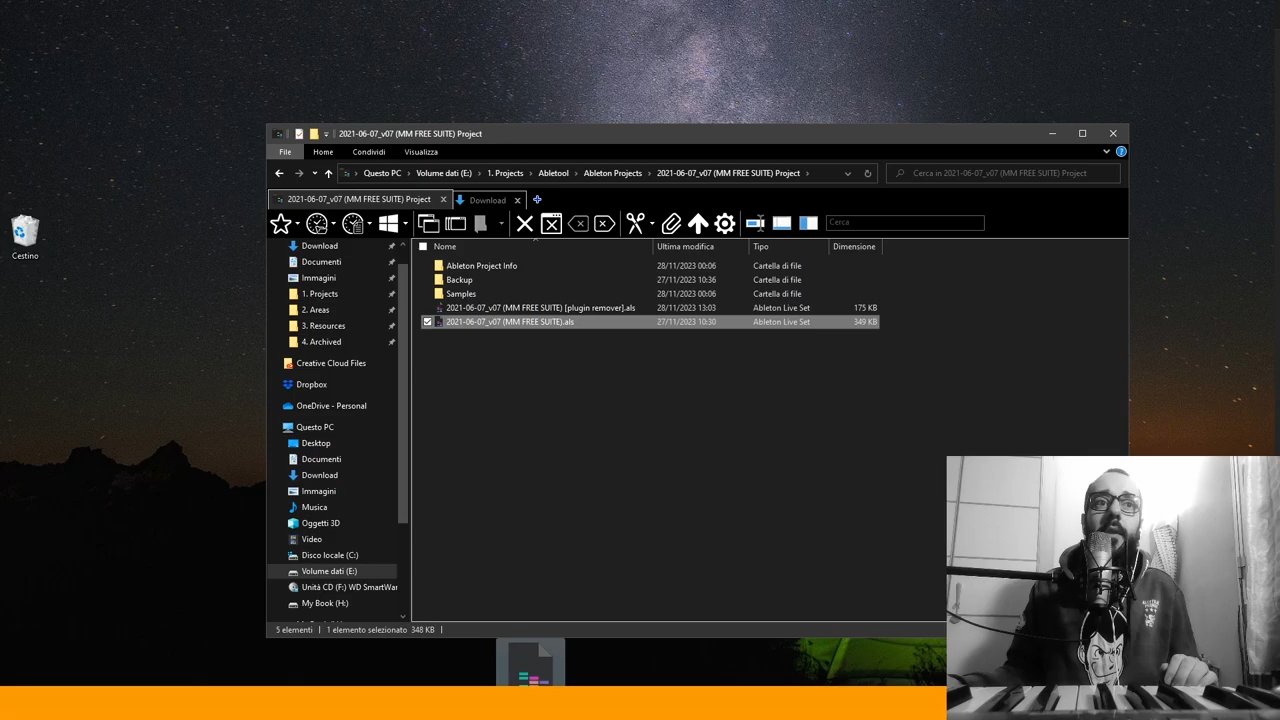 Cestino
2021-06-07_v07 (MM FREE SUITE) Project
File Home Condividi Visualizza
Questo PC Volume dati (E:) 1. Projects Abletool Ableton Projects 2021-06-07_v07 (MM FREE SUITE) Project
Cerca in 2021-06-07_v07 (MM FREE SUITE) Project
2021-06-07_v07 (MM FREE SUITE) Project
Download
Cerca
Download
Documenti
Immagini
1. Projects
2. Areas
3. Resources
4. Archived
Creative Cloud Files
Dropbox
OneDrive - Personal
Questo PC
Desktop
Documenti
Download
Immagini
Musica
Oggetti 3D
Video
Disco locale (C:)
Volume dati (E:)
Unità CD (F:) WD SmartWar
My Book (H:)
Nome Ultima modifica Tipo Dimensione
Ableton Project Info 28/11/2023 00:06 Cartella di file
Backup 27/11/2023 10:36 Cartella di file
Samples 28/11/2023 00:06 Cartella di file
2021-06-07_v07 (MM FREE SUITE) [plugin remover].als 28/11/2023 13:03 Ableton Live Set 175 KB
2021-06-07_v07 (MM FREE SUITE).als 27/11/2023 10:30 Ableton Live Set 349 KB
5 elementi 1 elemento selezionato 348 KB